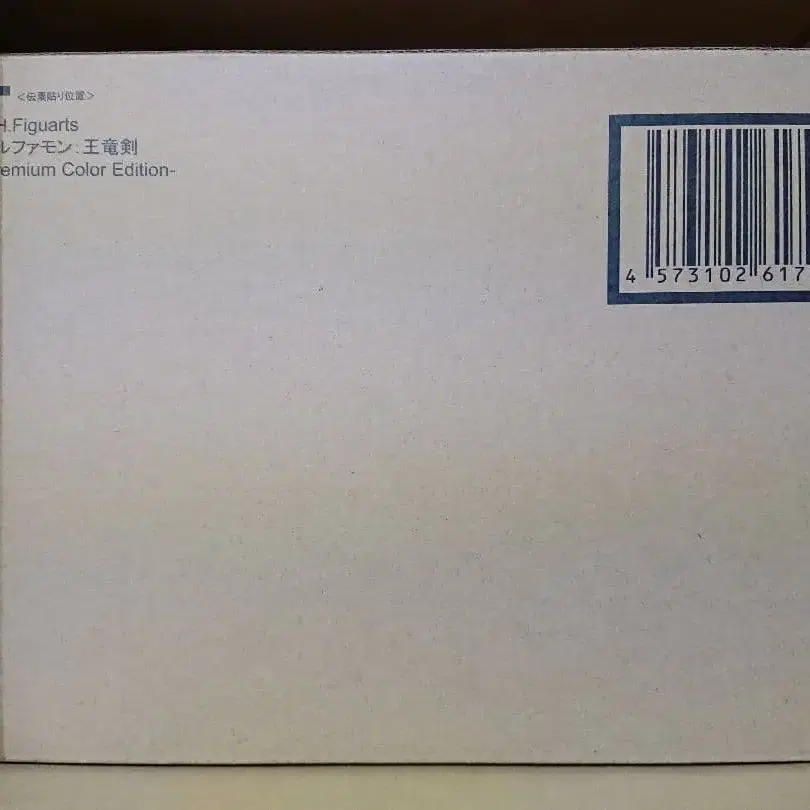 <伝票貼り位置>
H.Figuarts
ルファモン:王竜剣
emium Color Edition-
4 573102 617